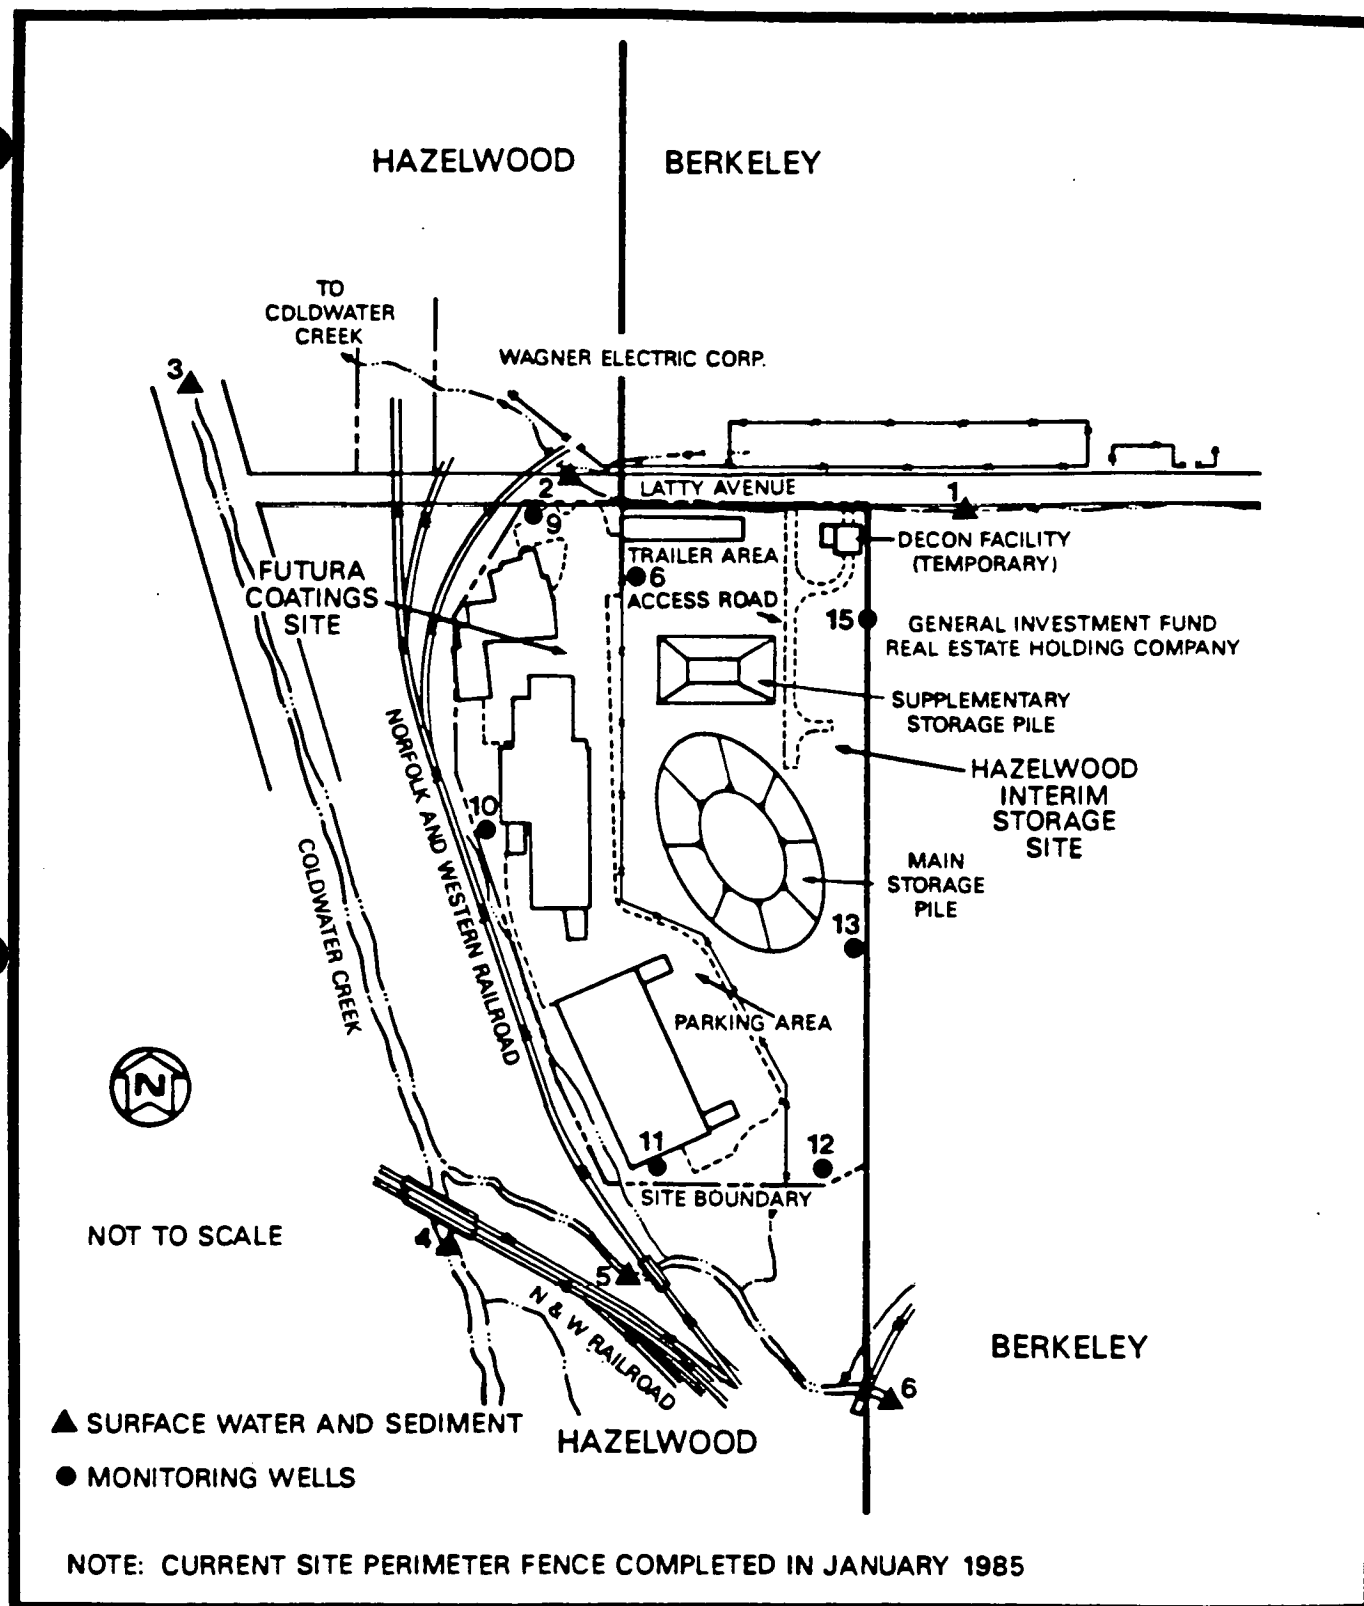 HAZELWOOD
BERKELEY
TO
COLDWATER
CREEK
WAGNER ELECTRIC CORP.
3
2
LATTY AVENUE
1
9
DECON FACILITY
(TEMPORARY)
TRAILER AREA
6
FUTURA
COATINGS
SITE
ACCESS ROAD
15
GENERAL INVESTMENT FUND
REAL ESTATE HOLDING COMPANY
SUPPLEMENTARY
STORAGE PILE
NORFOLK AND WESTERN RAILROAD
HAZELWOOD
INTERIM
STORAGE
SITE
10
COLDWATER CREEK
MAIN
STORAGE
PILE
13
PARKING AREA
N
11
12
SITE BOUNDARY
NOT TO SCALE
4
5
N & W RAILROAD
BERKELEY
6
SURFACE WATER AND SEDIMENT
HAZELWOOD
MONITORING WELLS
NOTE: CURRENT SITE PERIMETER FENCE COMPLETED IN JANUARY 1985